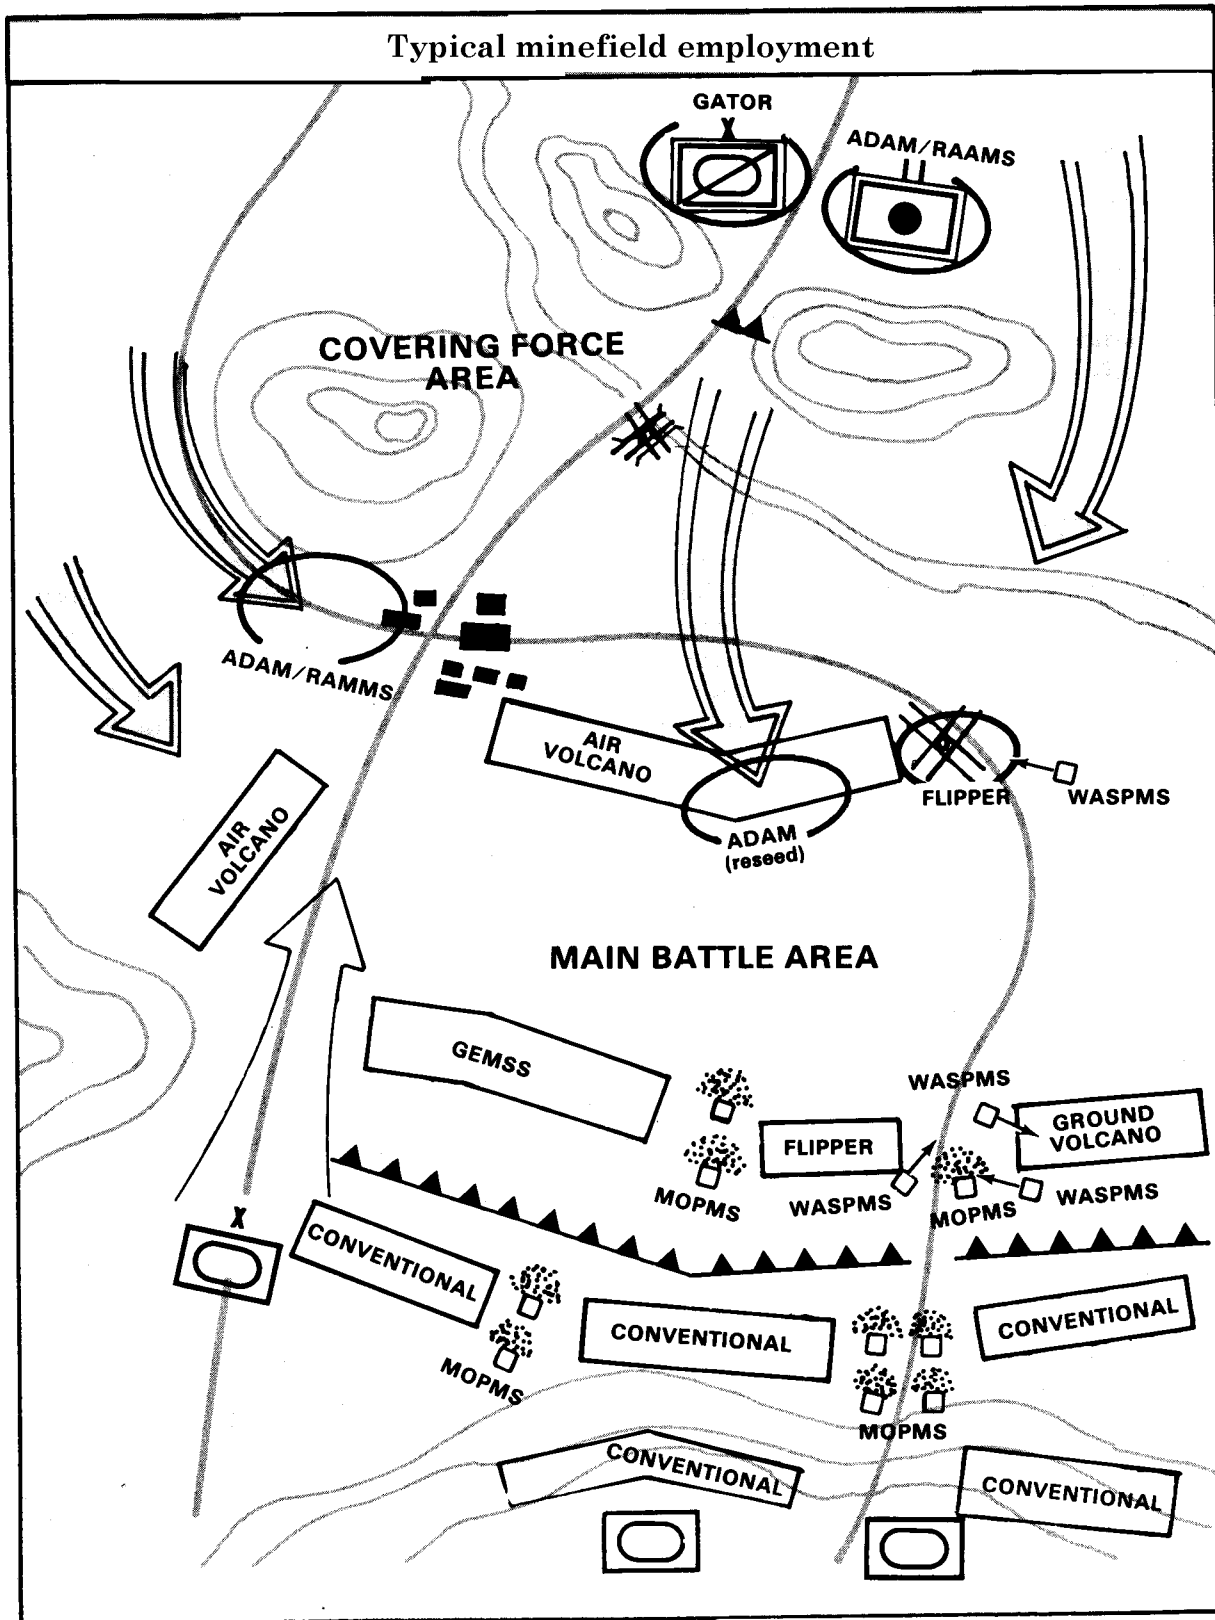 Typical minefield employment
GATOR
X
ADAM/RAAMS
COVERING FORCE
AREA
ADAM/RAMMS
AIR
VOLCANO
FLIPPER
WASPMS
ADAM
(reseed)
AIR
VOLCANO
MAIN BATTLE AREA
GEMSS
WASPMS
GROUND
VOLCANO
FLIPPER
MOPMS
WASPMS
MOPMS
WASPMS
X
CONVENTIONAL
CONVENTIONAL
CONVENTIONAL
MOPMS
MOPMS
CONVENTIONAL
CONVENTIONAL